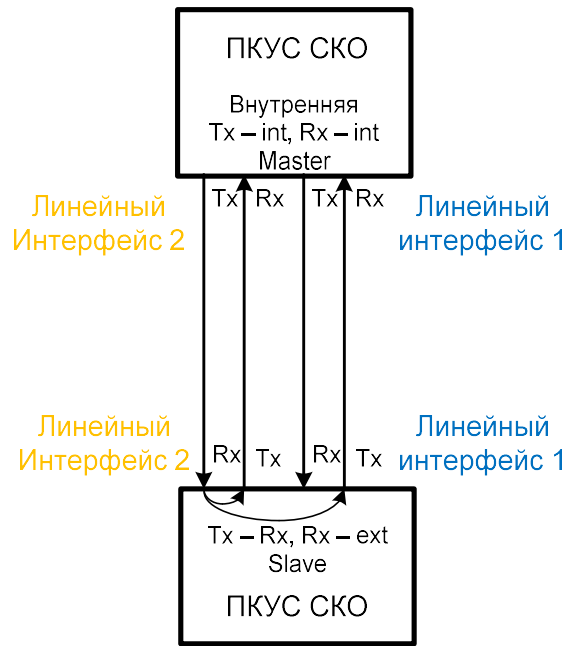 ПКУС СКО
Внутренняя
Tx – int, Rx – int
Master
Линейный
Интерфейс 2
Tx Rx Tx Rx
Линейный
интерфейс 1
Линейный
Интерфейс 2
Rx Tx Rx Tx
Линейный
интерфейс 1
Tx – Rx, Rx – ext
Slave
ПКУС СКО